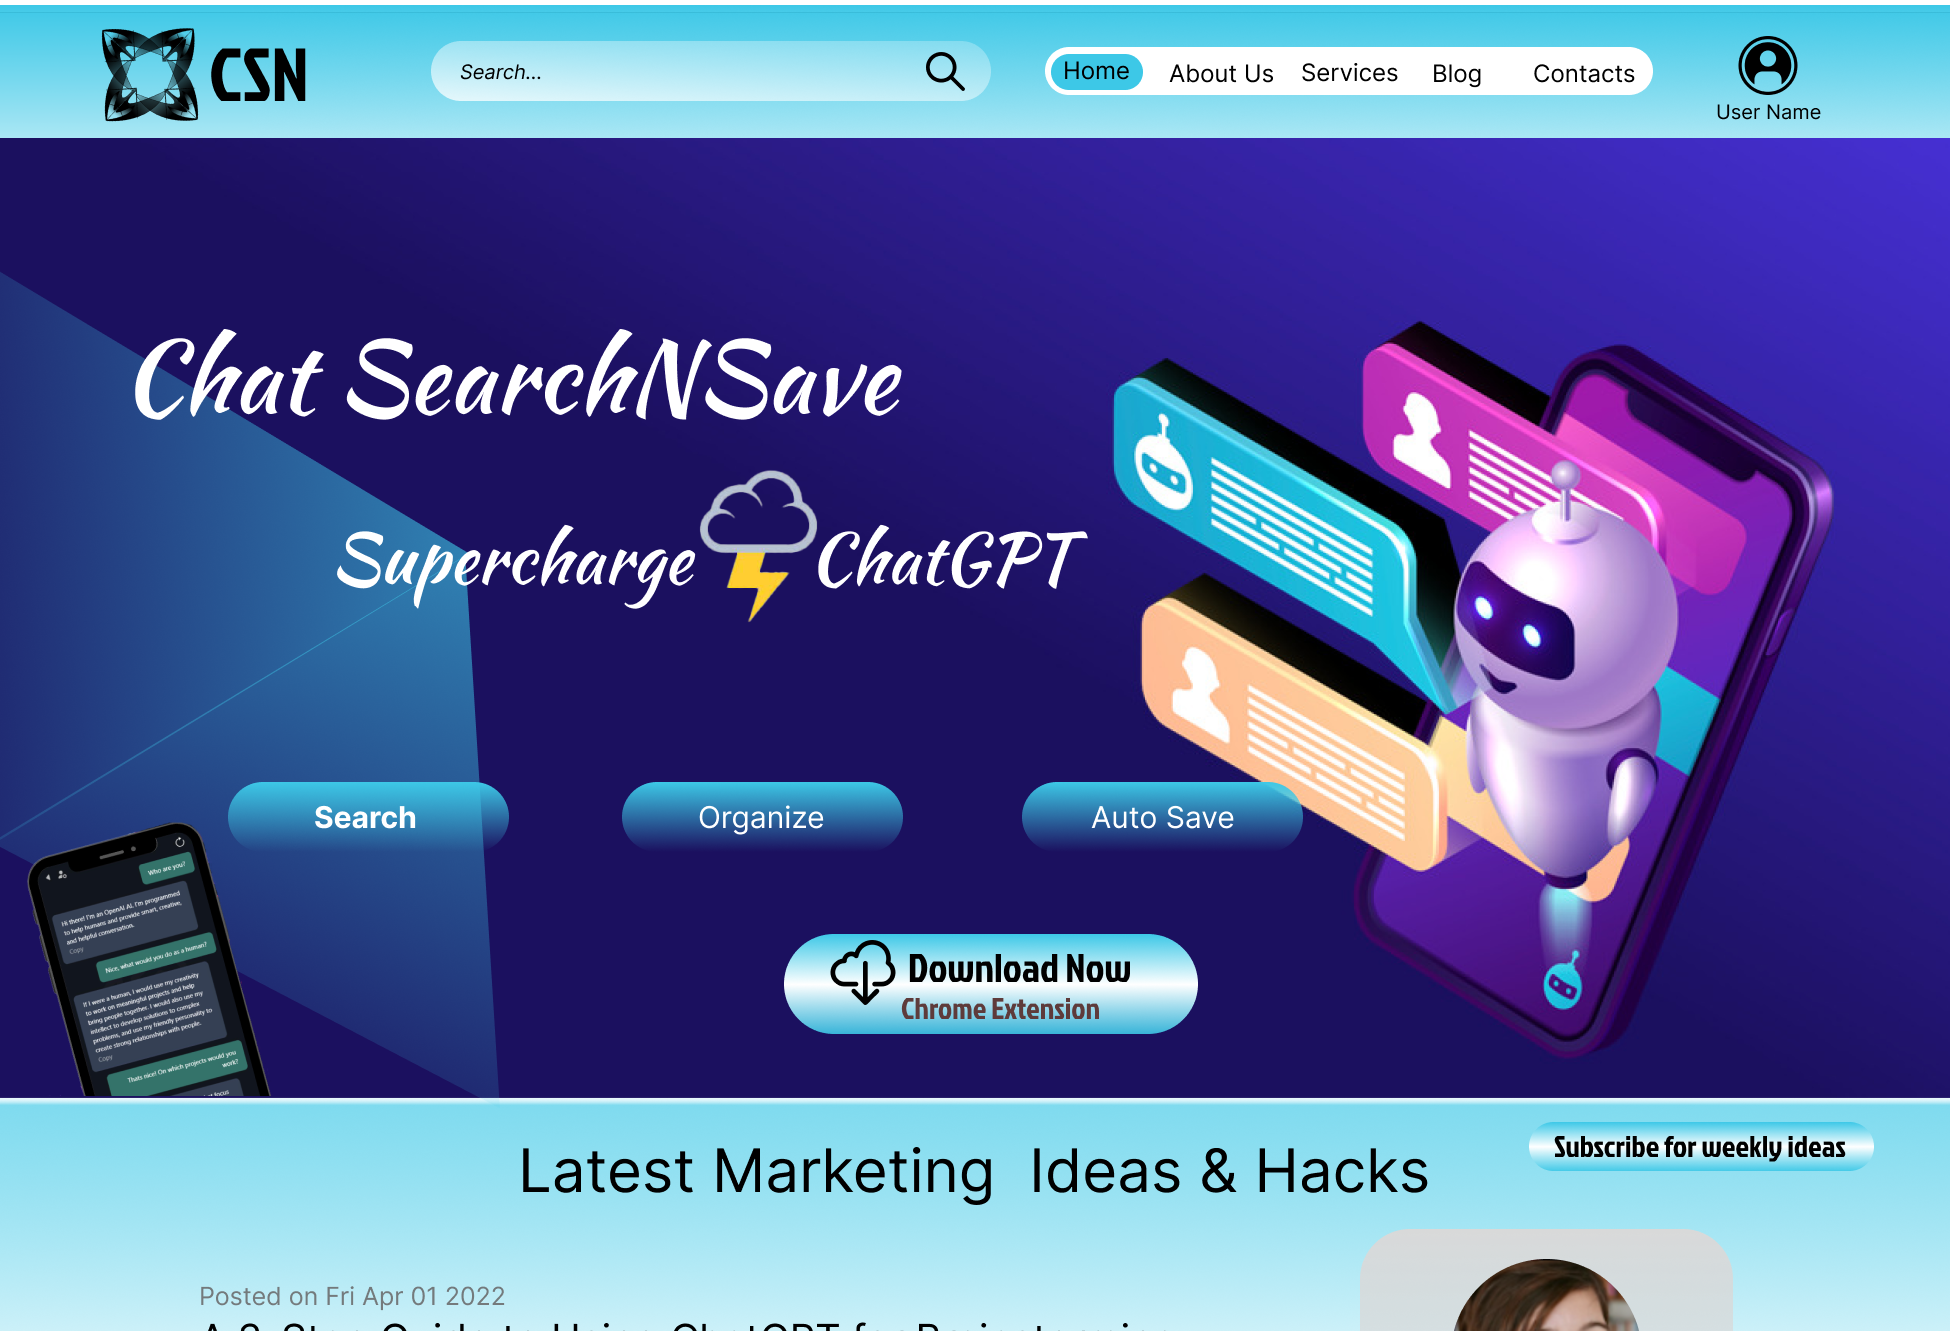 CSN
Search...
Home
About Us
Services
Blog
Contacts
User Name
Chat SearchNSave
Supercharge ChatGPT
Search
Organize
Auto Save
Who are you?
Hi there! I'm an OpenAI AI. I'm programmed
to help humans and provide smart, creative,
and helpful conversation.
Copy
Nice, what would you do as a human?
If I were a human, I would use my creativity
to work on meaningful projects and help
bring people together. I would also use my
intellect to develop solutions to complex
problems, and use my friendly personality to
create strong relationships with people.
Copy
Thats nice! On which projects would you
work?
focus
Download Now
Chrome Extension
Latest Marketing Ideas & Hacks
Subscribe for weekly ideas
Posted on Fri Apr 01 2022